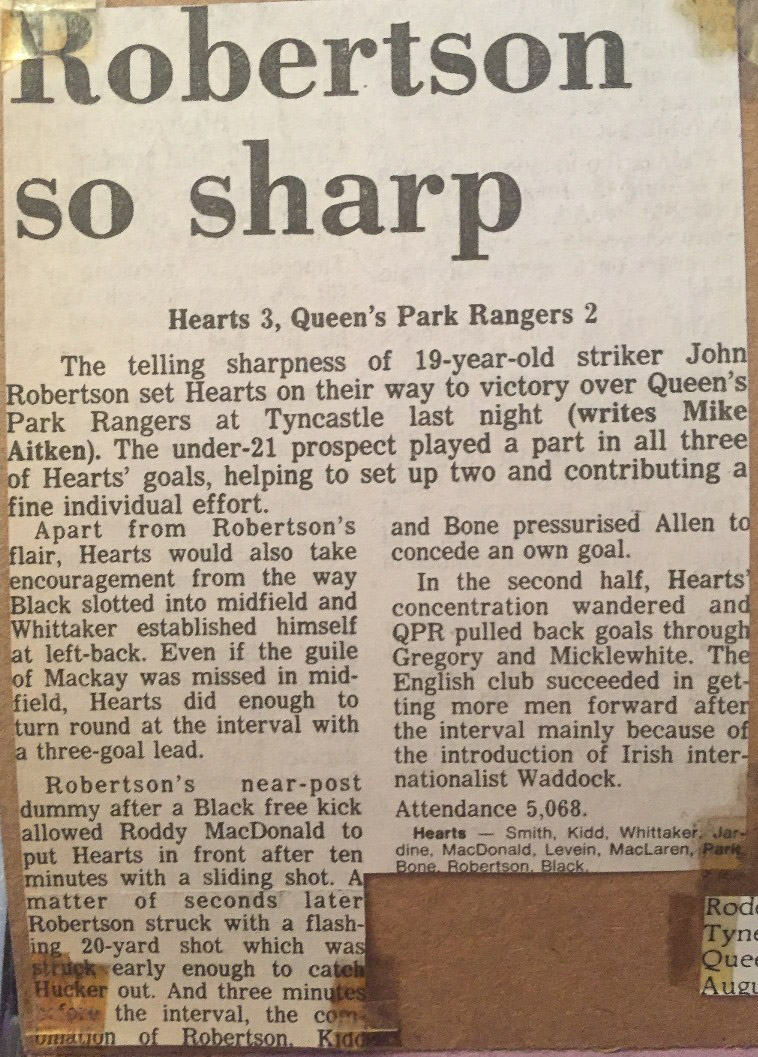 Robertson
so sharp
Hearts 3, Queen's Park Rangers 2
The telling sharpness of 19-year-old striker John
Robertson set Hearts on their way to victory over Queen's
Park Rangers at Tyncastle last night (writes Mike
Aitken). The under-21 prospect played a part in all three
of Hearts' goals, helping to set up two and contributing a
fine individual effort.
Apart from Robertson's
flair, Hearts would also take
encouragement from the way
Black slotted into midfield and
Whittaker established himself
at left-back. Even if the guile
of Mackay was missed in mid-
field, Hearts did enough to
turn round at the interval with
a three-goal lead.
Robertson's near-post
dummy after a Black free kick
allowed Roddy MacDonald to
put Hearts in front after ten
minutes with a sliding shot. A
matter of seconds later
Robertson struck with a flash-
ing 20-yard shot which was
struck early enough to catch
Hucker out. And three minutes
before the interval, the com-
bination of Robertson, Kidd
and Bone pressurised Allen to
concede an own goal.
In the second half, Hearts'
concentration wandered and
QPR pulled back goals through
Gregory and Micklewhite. The
English club succeeded in get-
ting more men forward after
the interval mainly because of
the introduction of Irish inter-
nationalist Waddock.
Attendance 5,068.
Hearts — Smith, Kidd, Whittaker, Jar-
dine, MacDonald, Levein, MacLaren, Park,
Bone, Robertson, Black.
Rodd
Tyne
Quee
Augu